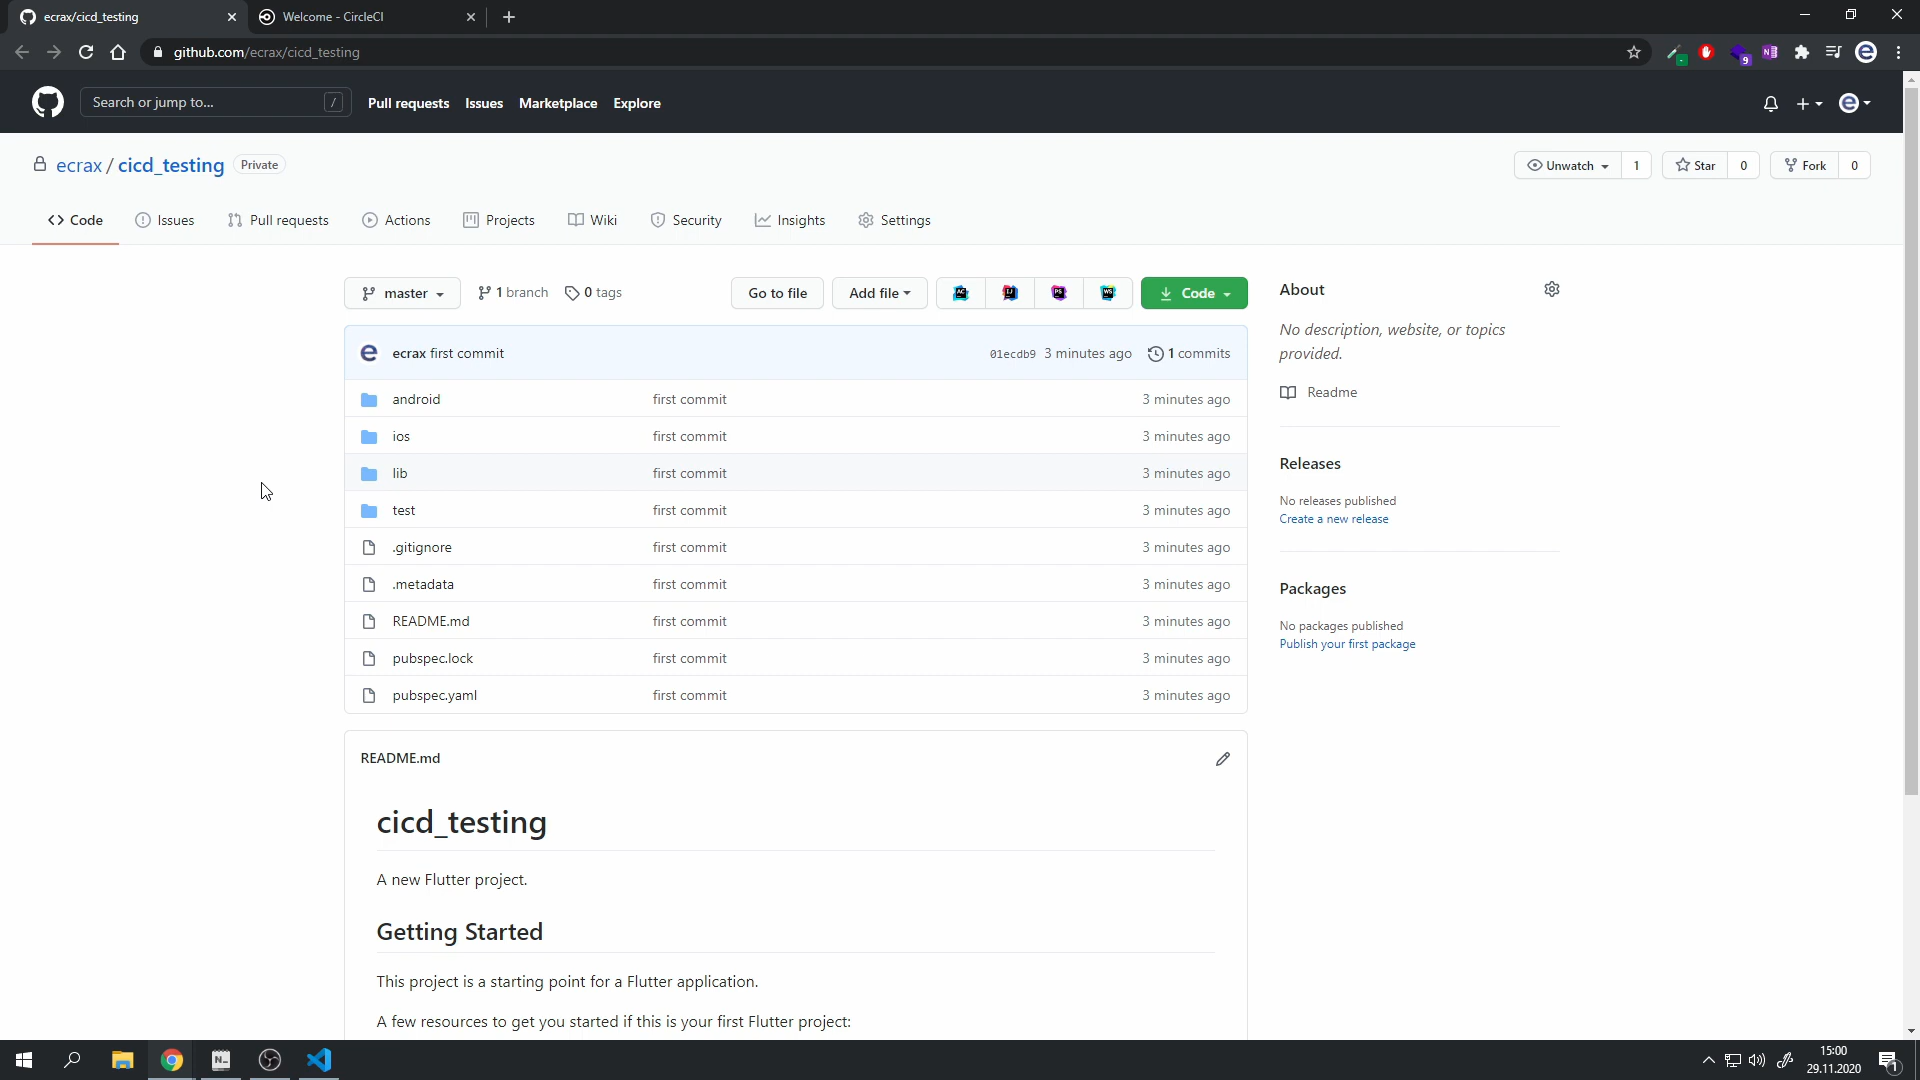 ecrax/cicd_testing
Welcome - CircleCI
github.com/ecrax/cicd_testing
9
Search or jump to...
/
Pull requests
Issues
Marketplace
Explore
ecrax / cicd_testing
Private
Unwatch
1
Star
0
Fork
0
Code
Issues
Pull requests
Actions
Projects
Wiki
Security
Insights
Settings
master
1 branch
0 tags
Go to file
Add file
AC
IJ
PS
WS
Code
ecrax first commit
01ecdb9 3 minutes ago
1 commits
android first commit 3 minutes ago
ios first commit 3 minutes ago
lib first commit 3 minutes ago
test first commit 3 minutes ago
.gitignore first commit 3 minutes ago
.metadata first commit 3 minutes ago
README.md first commit 3 minutes ago
pubspec.lock first commit 3 minutes ago
pubspec.yaml first commit 3 minutes ago
About
No description, website, or topics
provided.
Readme
Releases
No releases published
Create a new release
Packages
No packages published
Publish your first package
README.md
cicd_testing
A new Flutter project.
Getting Started
This project is a starting point for a Flutter application.
A few resources to get you started if this is your first Flutter project:
15:00
29.11.2020
1